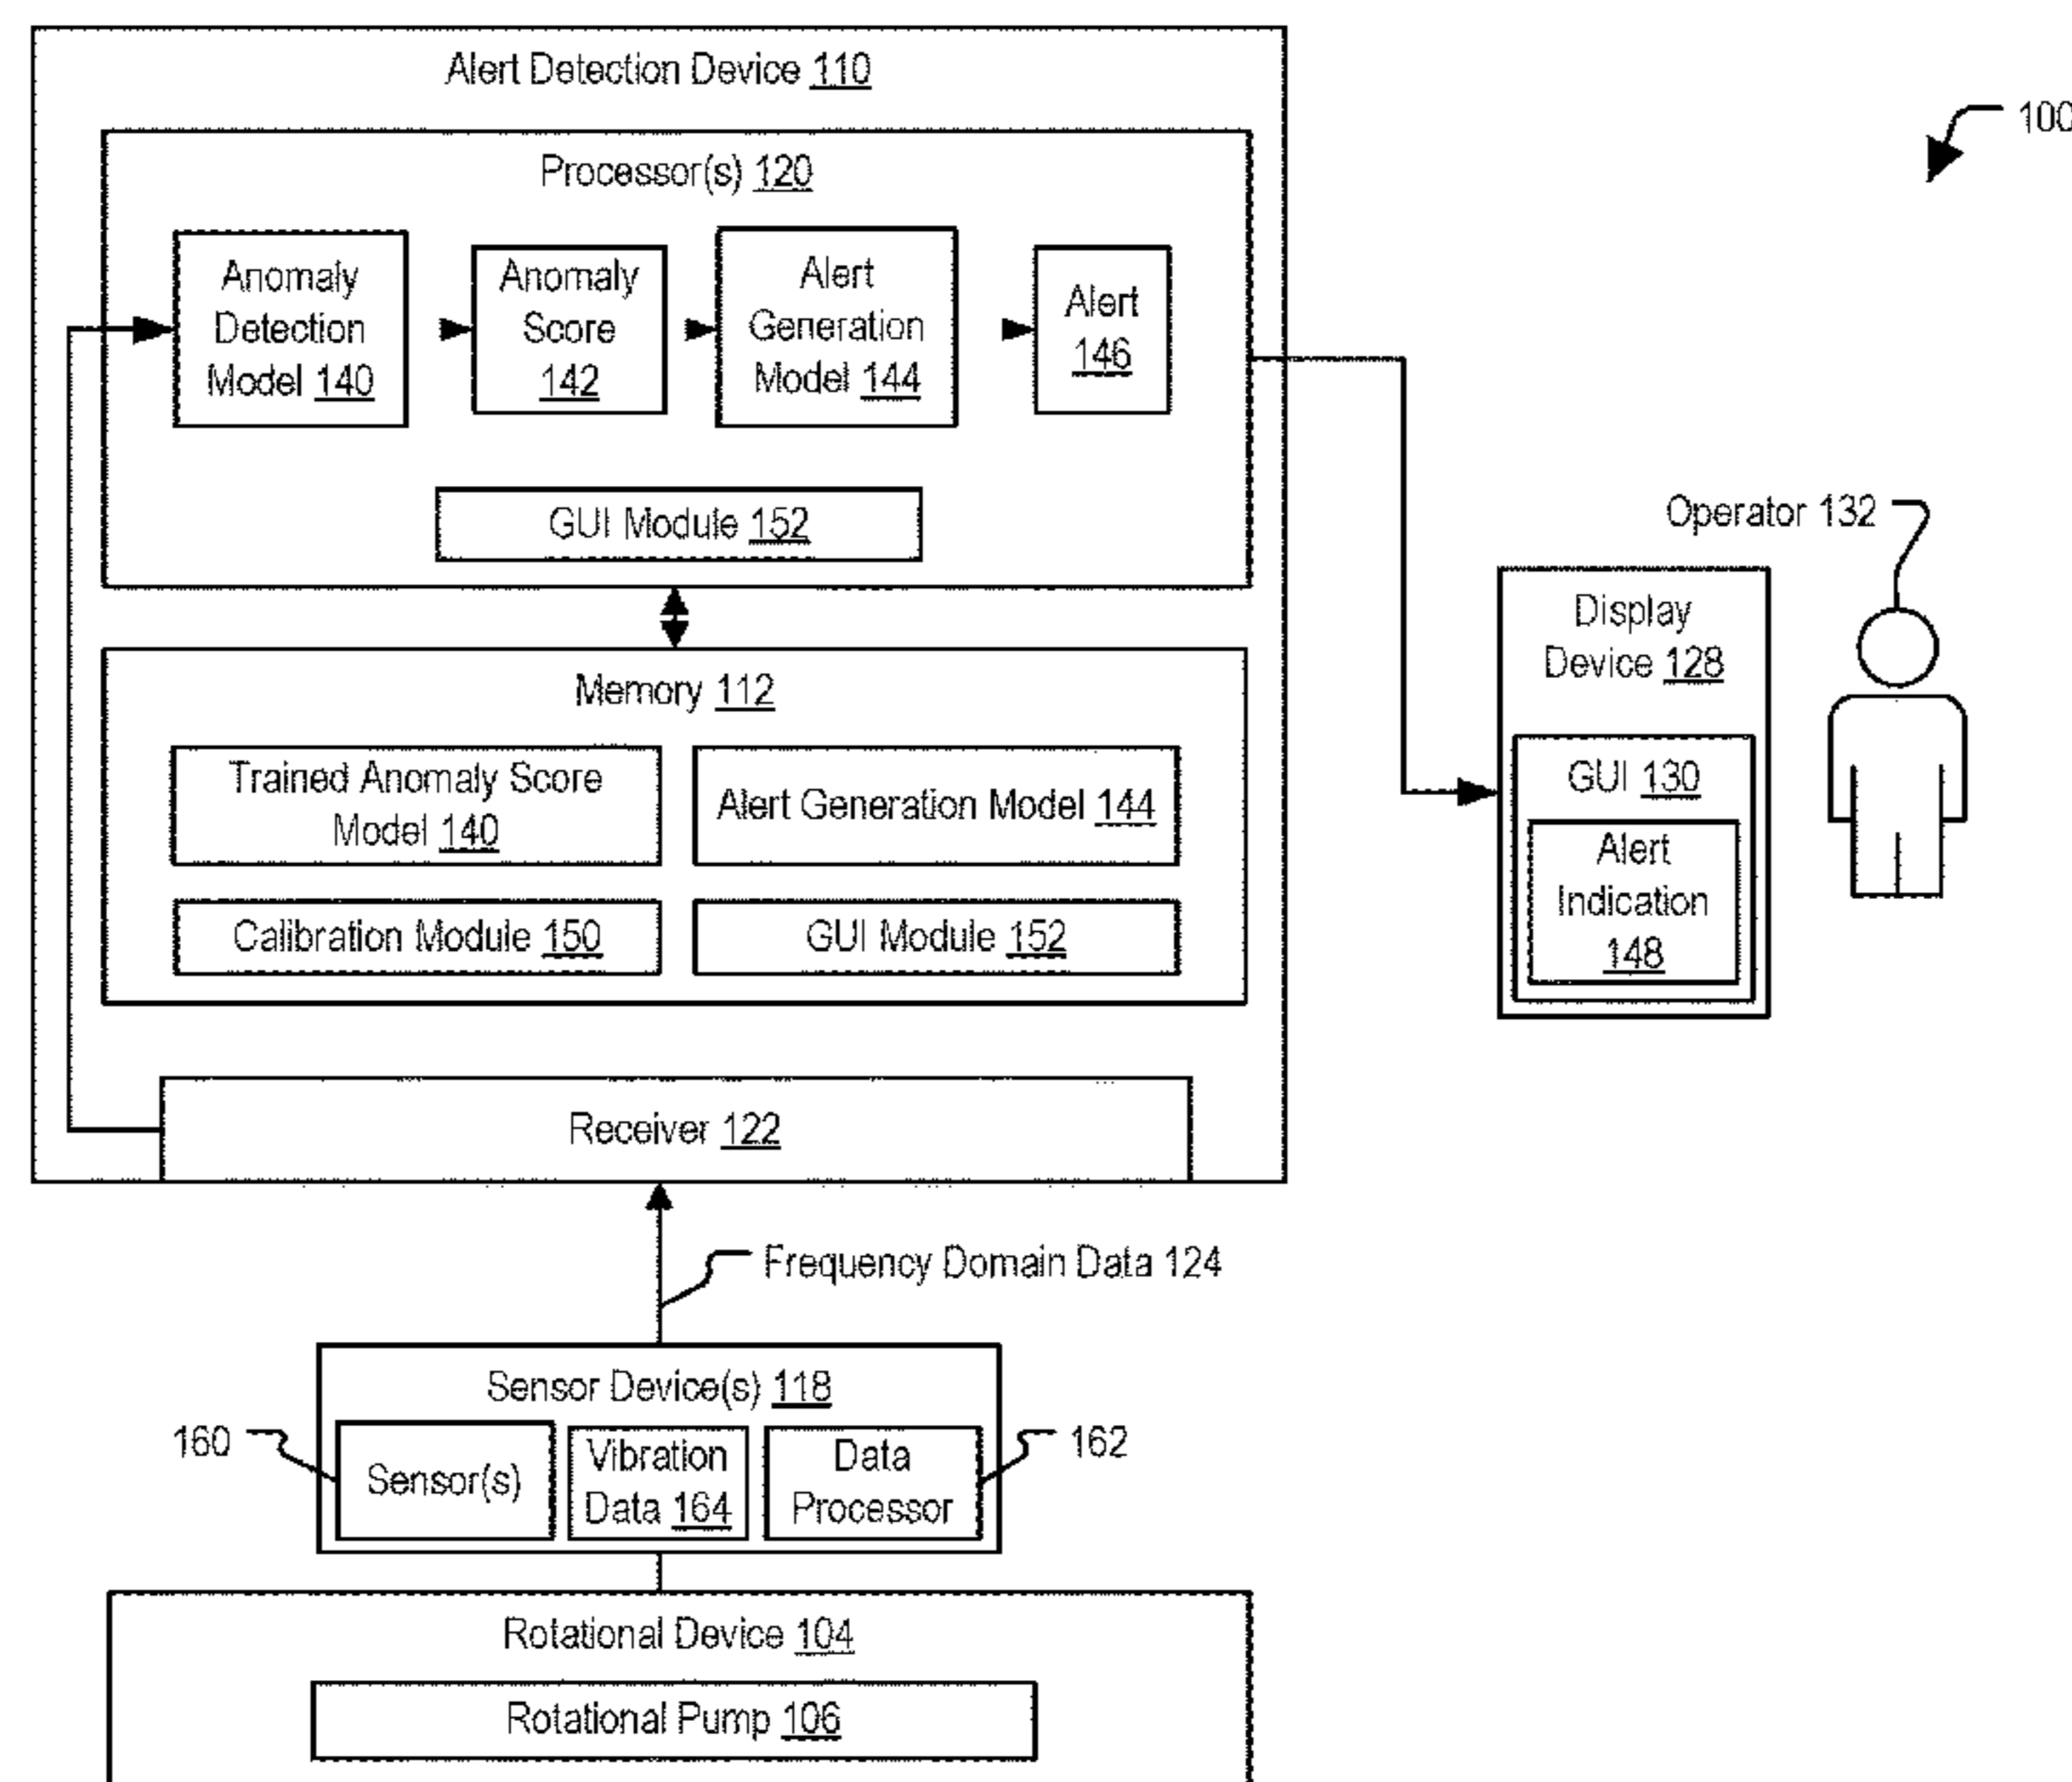 Alert Detection Device 110
100
Processor(s) 120
Anomaly
Detection
Model 140
Anomaly
Score
142
Alert
Generation
Model 144
Alert
146
GUI Module 152
Operator 132
Display
Device 128
GUI 130
Alert
Indication
148
Memory 112
Trained Anomaly Score
Model 140
Alert Generation Model 144
Calibration Module 150
GUI Module 152
Receiver 122
Frequency Domain Data 124
Sensor Device(s) 118
160
Sensor(s)
Vibration
Data 164
Data
Processor
162
Rotational Device 104
Rotational Pump 106